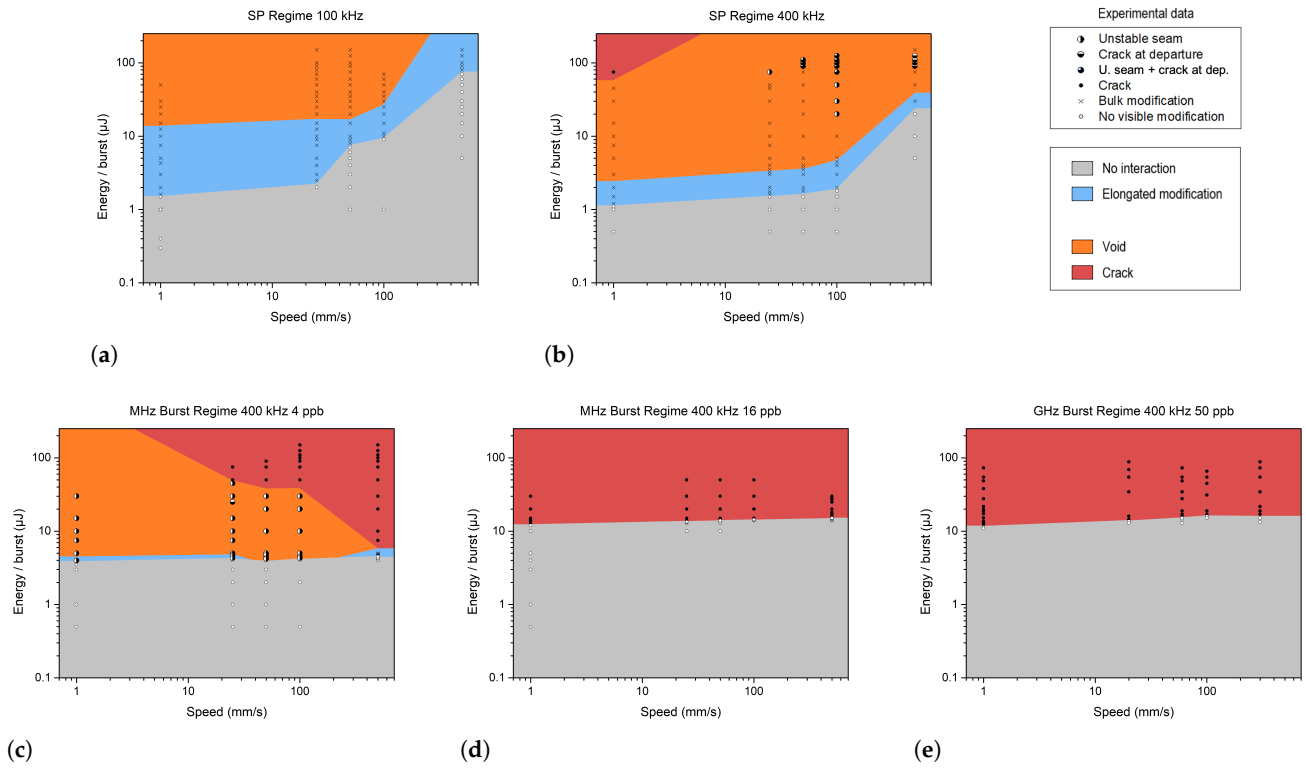 SP Regime 100 kHz
Energy / burst (µJ)
100
10
1
0.1
1
10
100
Speed (mm/s)
(a)
SP Regime 400 kHz
Energy / burst (µJ)
100
10
1
0.1
1
10
100
Speed (mm/s)
(b)
Experimental data
Unstable seam
Crack at departure
U. seam + crack at dep.
Crack
Bulk modification
No visible modification
No interaction
Elongated modification
Void
Crack
MHz Burst Regime 400 kHz 4 ppb
Energy / burst (µJ)
100
10
1
0.1
1
10
100
Speed (mm/s)
(c)
MHz Burst Regime 400 kHz 16 ppb
Energy / burst (µJ)
100
10
1
0.1
1
10
100
Speed (mm/s)
(d)
GHz Burst Regime 400 kHz 50 ppb
Energy / burst (µJ)
100
10
1
0.1
1
10
100
Speed (mm/s)
(e)